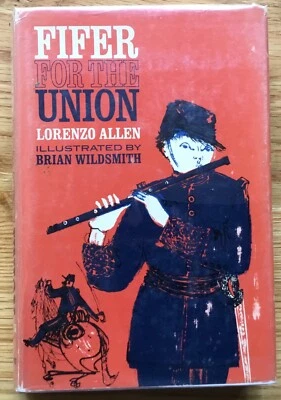 FIFER
FOR THE
UNION
LORENZO ALLEN
ILLUSTRATED BY
BRIAN WILDSMITH